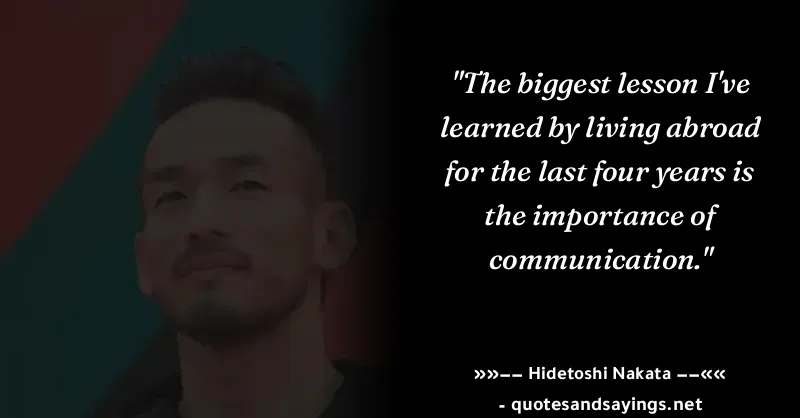 "The biggest lesson I've
learned by living abroad
for the last four years is
the importance of
communication."
»»–– Hidetoshi Nakata ––««
- quotesandsayings.net